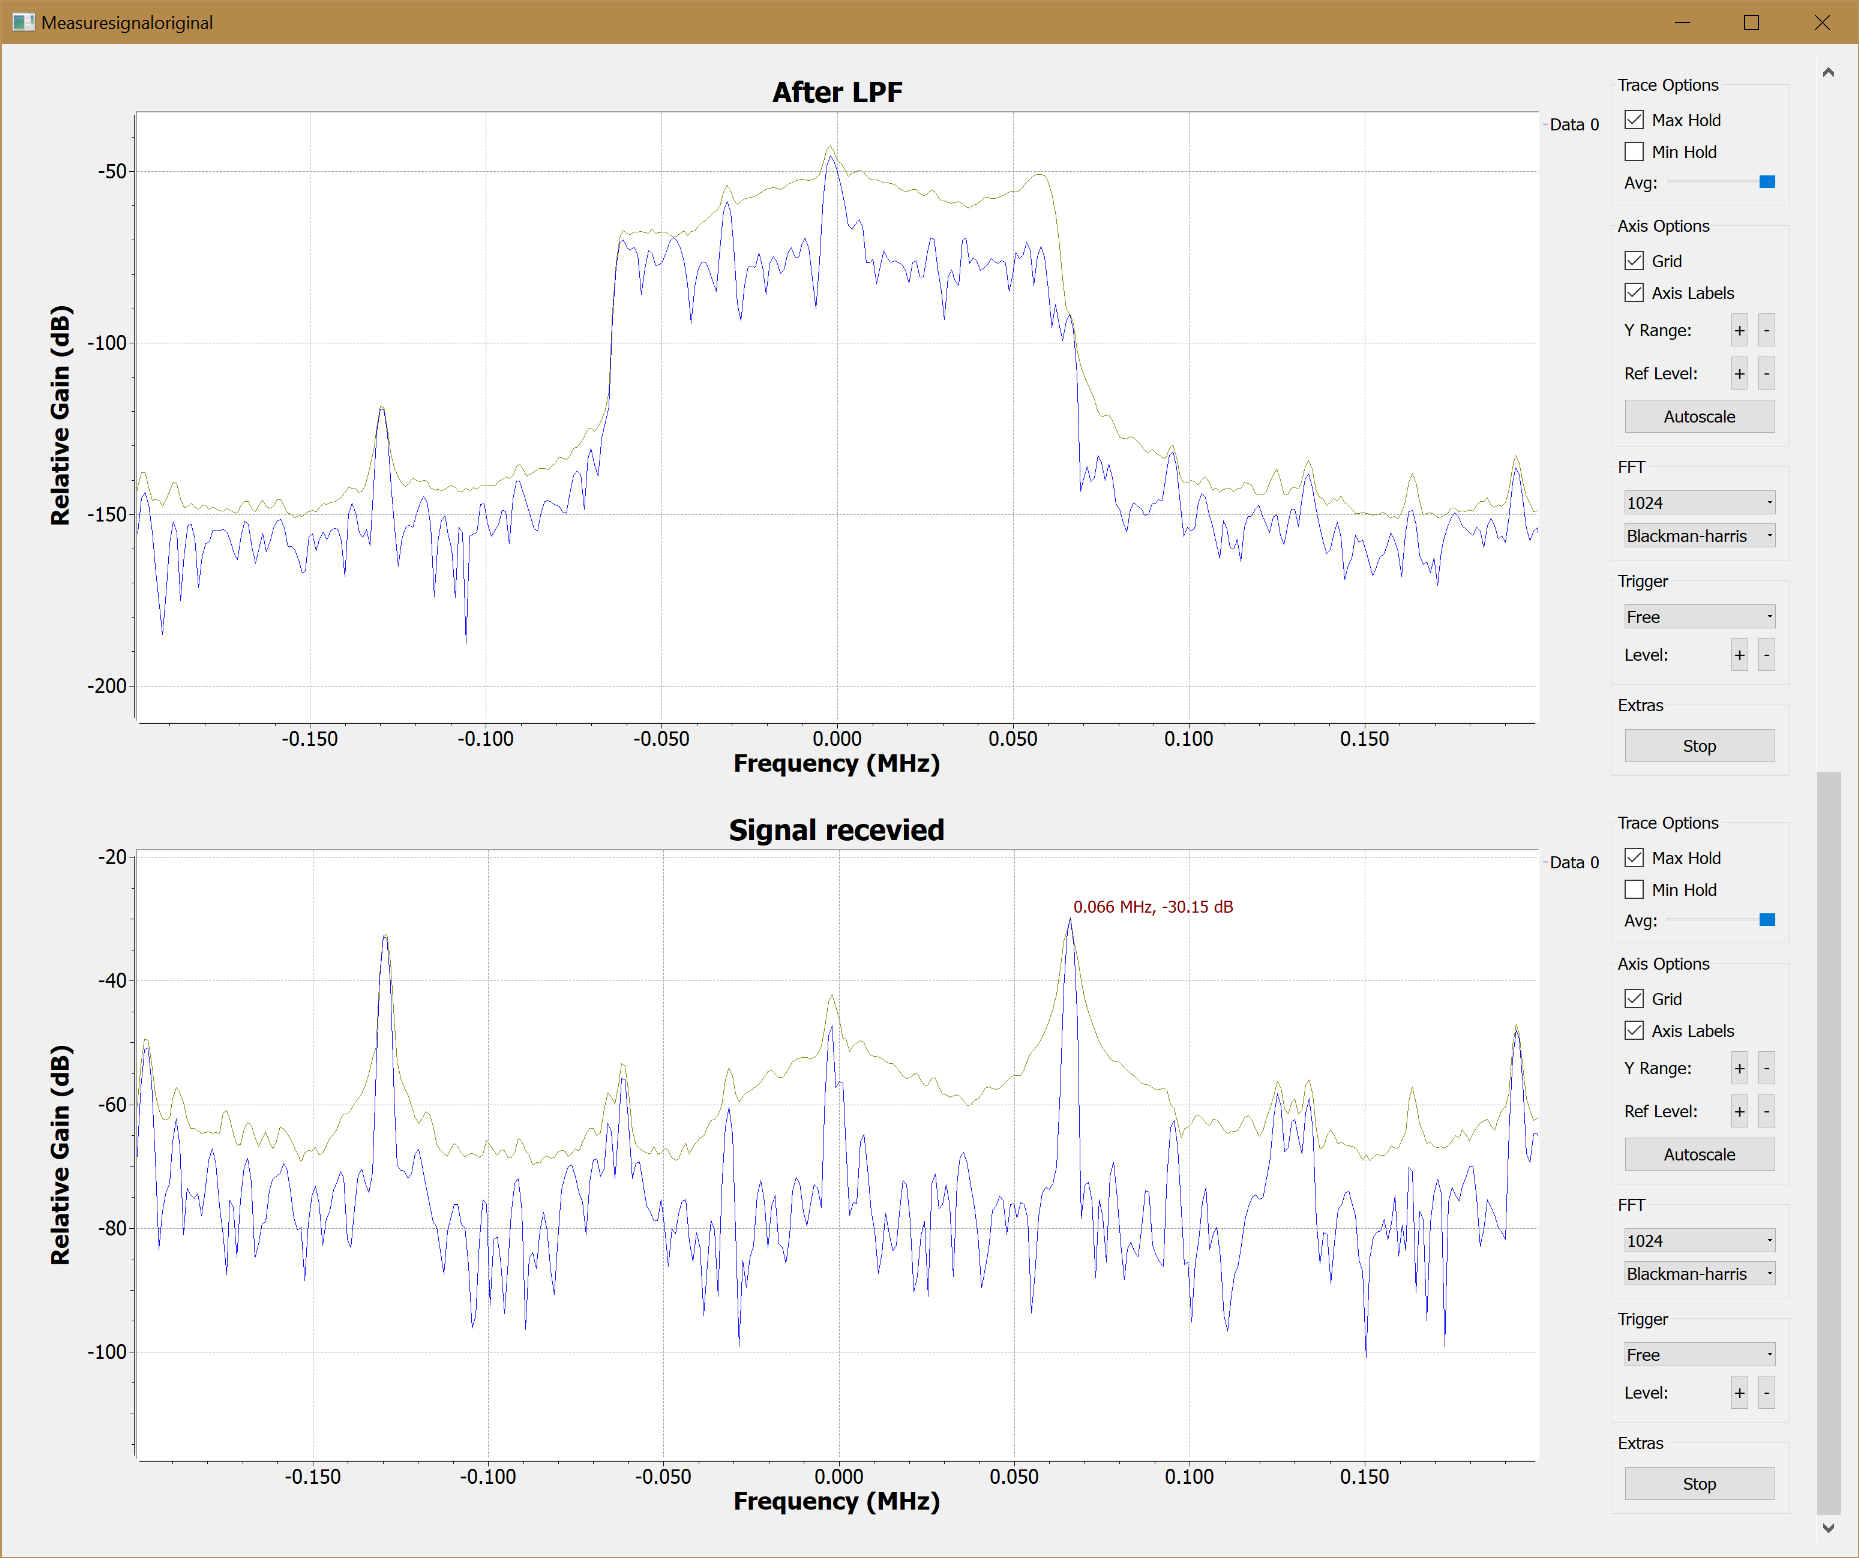 Measuresignaloriginal
After LPF
Relative Gain (dB)
-50
-100
-150
-200
-0.150 -0.100 -0.050 0.000 0.050 0.100 0.150
Frequency (MHz)
Data 0
Trace Options
Max Hold
Min Hold
Avg:
Axis Options
Grid
Axis Labels
Y Range: + -
Ref Level: + -
Autoscale
FFT
1024
Blackman-harris
Trigger
Free
Level: + -
Extras
Stop
Signal recevied
Relative Gain (dB)
-20
-40
-60
-80
-100
0.066 MHz, -30.15 dB
-0.150 -0.100 -0.050 0.000 0.050 0.100 0.150
Frequency (MHz)
Data 0
Trace Options
Max Hold
Min Hold
Avg:
Axis Options
Grid
Axis Labels
Y Range: + -
Ref Level: + -
Autoscale
FFT
1024
Blackman-harris
Trigger
Free
Level: + -
Extras
Stop